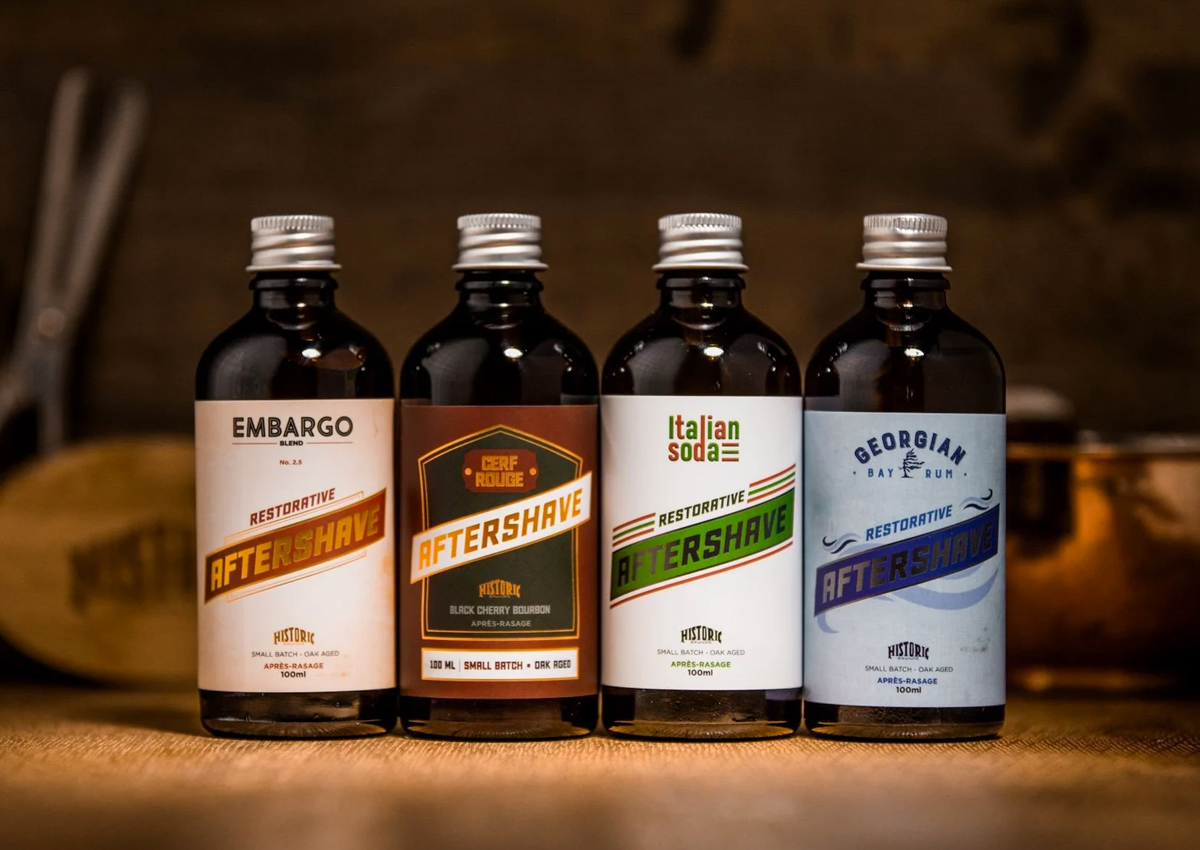 EMBARGO
BLEND
No. 2.5
RESTORATIVE
AFTERSHAVE
HISTORIC
SMALL BATCH - OAK AGED
APRÈS-RASAGE
100ml
CERF
ROUGE
AFTERSHAVE
HISTORIC
BLACK CHERRY BOURBON
APRÈS-RASAGE
100 ML | SMALL BATCH • OAK AGED
Italian
soda
RESTORATIVE
AFTERSHAVE
HISTORIC
SMALL BATCH - OAK AGED
APRÈS-RASAGE
100ml
GEORGIAN
• BAY RUM •
RESTORATIVE
AFTERSHAVE
HISTORIC
SMALL BATCH - OAK AGED
APRÈS-RASAGE
100ml